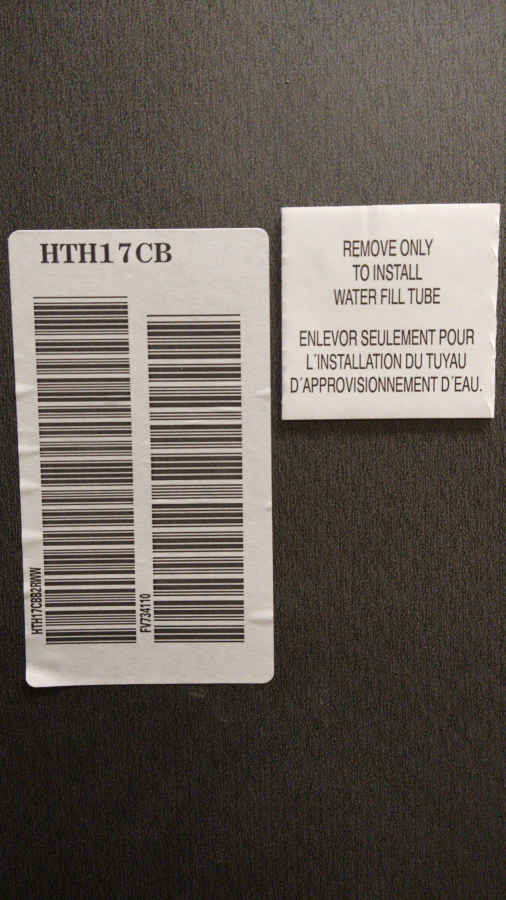 HTH17CB
HTH17CBB2RWW
FV734110
REMOVE ONLY
TO INSTALL
WATER FILL TUBE
ENLEVOR SEULEMENT POUR
L´INSTALLATION DU TUYAU
D´APPROVISIONNEMENT D´EAU.